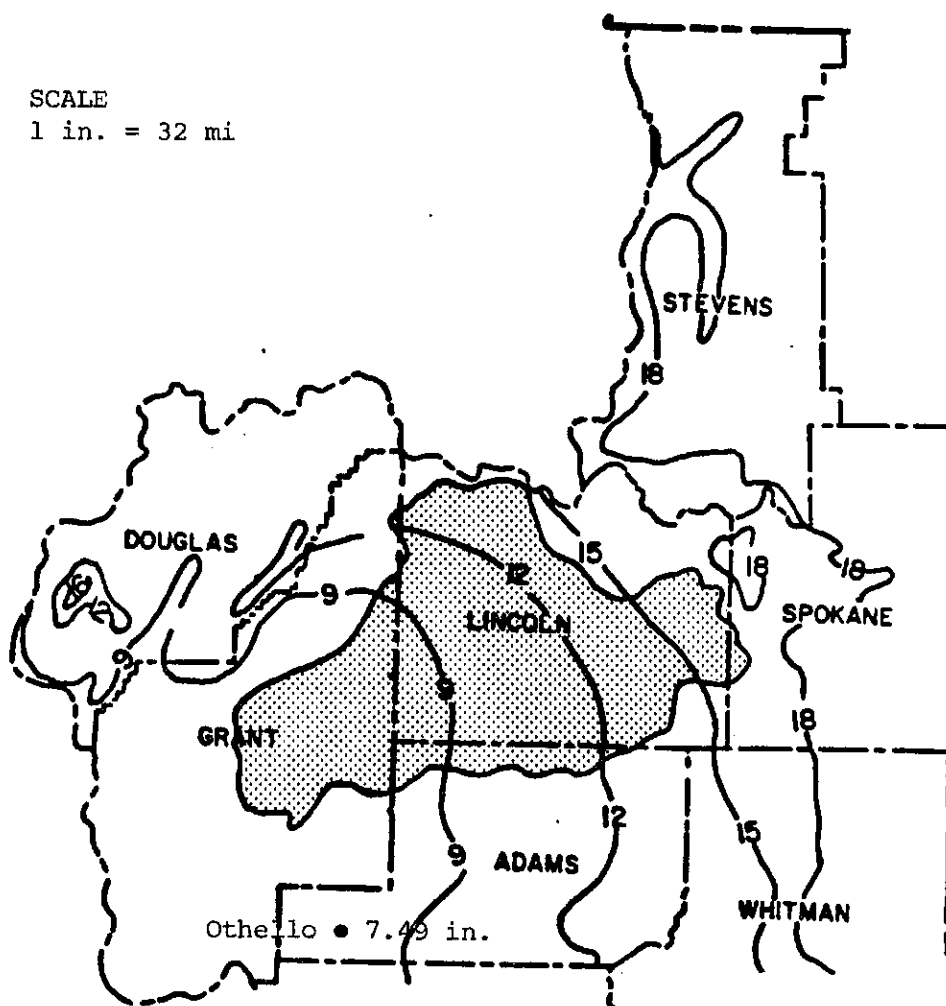 SCALE
1 in. = 32 mi
STEVENS
18
DOUGLAS
15
12
18
18
9
LINCOLN
SPOKANE
9
9
18
GRANT
12
15
9
ADAMS
WHITMAN
Othello • 7.49 in.